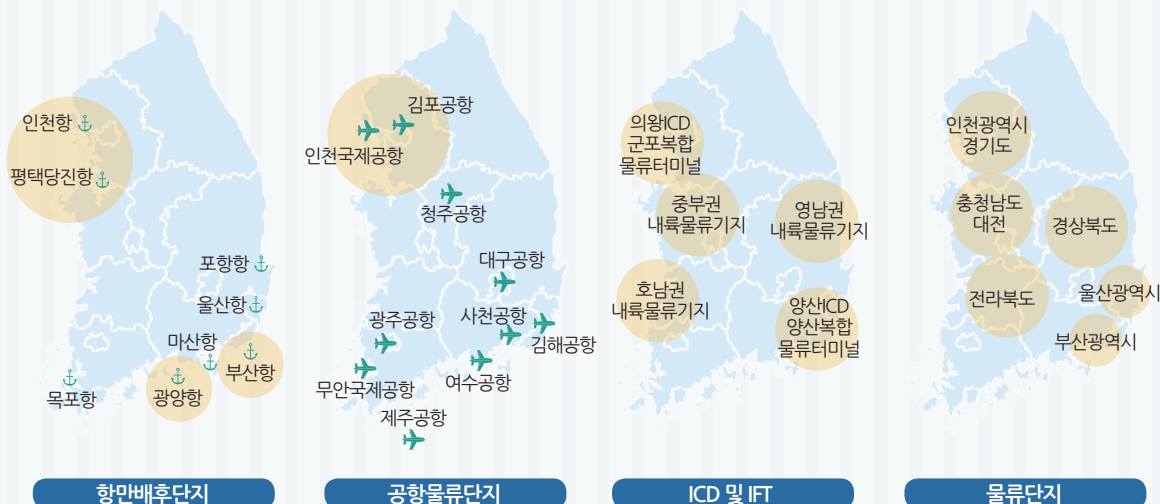 인천항
평택당진항
포항항
울산항
마산항
부산항
광양항
목포항
항만배후단지
김포공항
인천국제공항
청주공항
대구공항
사천공항
광주공항
김해공항
여수공항
무안국제공항
제주공항
공항물류단지
의왕ICD
군포복합
물류터미널
중부권
내륙물류기지
영남권
내륙물류기지
호남권
내륙물류기지
양산ICD
양산복합
물류터미널
ICD 및 IFT
인천광역시
경기도
충청남도
대전
경상북도
전라북도
울산광역시
부산광역시
물류단지